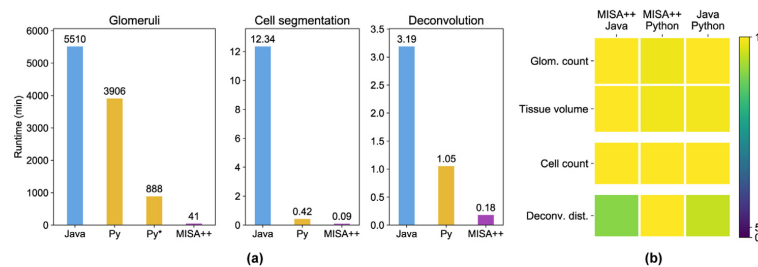 Glomeruli
Runtime (min)
6000
5000
4000
3000
2000
1000
0
5510
3906
888
41
Java Py Py* MISA++
Cell segmentation
12
10
8
6
4
2
0
12.34
0.42
0.09
Java Py MISA++
Deconvolution
3.5
3.0
2.5
2.0
1.5
1.0
0.5
0.0
3.19
1.05
0.18
Java Py MISA++
(a)
MISA++ MISA++ Java
Java Python Python
Glom. count
Tissue volume
Cell count
Deconv. dist.
(b)